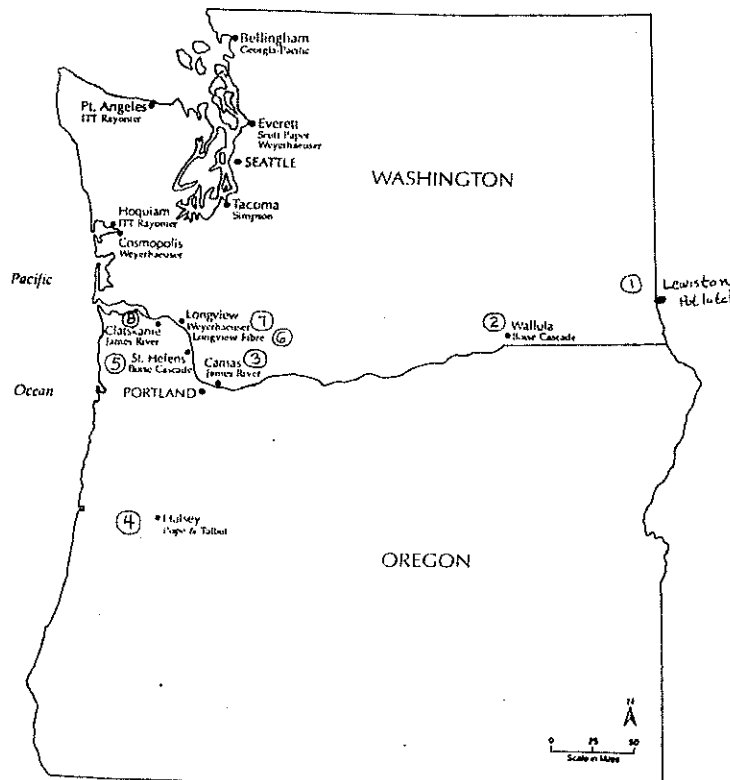 Bellingham
Georgia-Pacific
Pt. Angeles
ITT Rayonier
Everett
Scott Paper
Weyerhaeuser
SEATTLE
WASHINGTON
Tacoma
Simpson
Hoquiam
ITT Rayonier
Cosmopolis
Weyerhaeuser
Pacific
Ocean
1 Lewiston
Potlatch
2 Wallula
Boise Cascade
8
Clatskanie
James River
Longview
Weyerhaeuser 7
Longview Fibre 6
5 St. Helens
Boise Cascade
Camas 3
James River
PORTLAND
4 Halsey
Pope & Talbot
OREGON
N
0 25 50
Scale in Miles